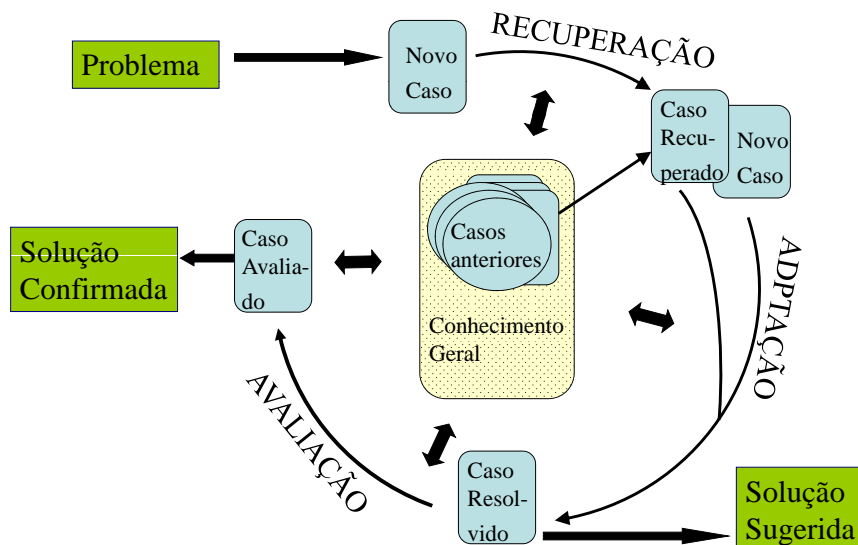 Problema
Novo
Caso
RECUPERAÇÃO
Caso
Recu-
perado
Novo
Caso
Casos
anteriores
Conhecimento
Geral
ADPTAÇÃO
Caso
Resol-
vido
Solução
Sugerida
AVALIAÇÃO
Caso
Avalia-
do
Solução
Confirmada